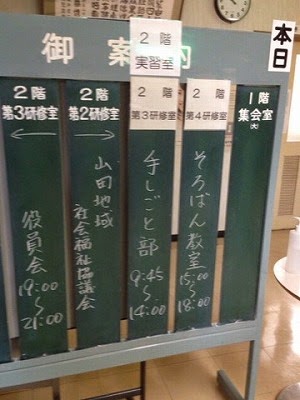 本日
御案内
2階
実習室
1階
集会室
(大)
2階
第4研修室
そろばん教室
15:00
〜
18:00
2階
第3研修室
手しごと部
9:45
〜
14:00
2階
第2研修室
→
山田地域
社会福祉協議会
2階
第3研修室
←
役員会
19:00
〜
21:00